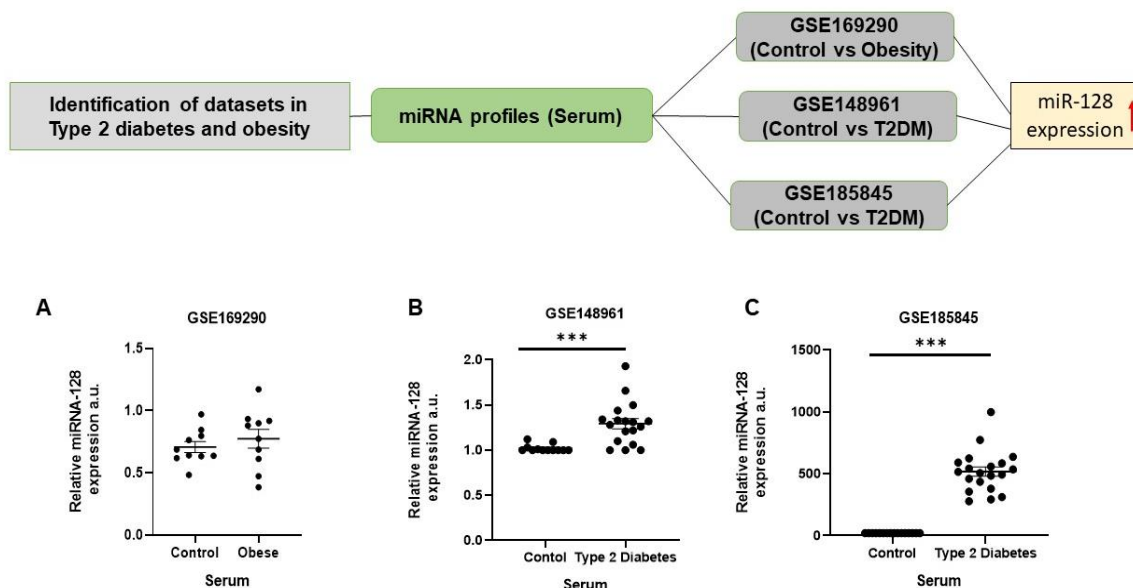 GSE169290
(Control vs Obesity)
Identification of datasets in
Type 2 diabetes and obesity
miRNA profiles (Serum)
GSE148961
(Control vs T2DM)
miR-128
expression
GSE185845
(Control vs T2DM)
A
GSE169290
Relative miRNA-128
expression a.u.
1.5
1.0
0.5
0.0
Control
Obese
Serum
B
GSE148961
***
Relative miRNA-128
expression a.u.
2.0
1.5
1.0
0.5
0.0
Contol
Type 2 Diabetes
Serum
C
GSE185845
***
Relative miRNA-128
expression a.u.
1500
1000
500
0
Control
Type 2 Diabetes
Serum